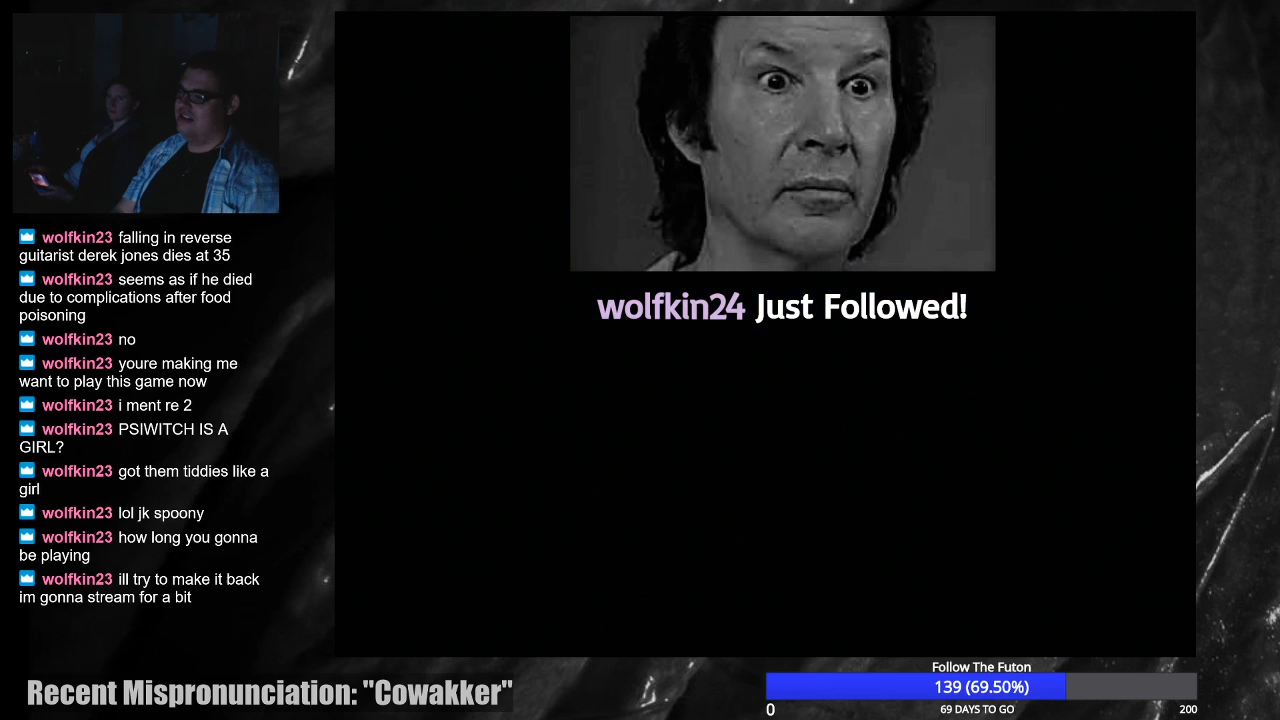 wolfkin23 falling in reverse
guitarist derek jones dies at 35
wolfkin23 seems as if he died
due to complications after food
poisoning
wolfkin23 no
wolfkin23 youre making me
want to play this game now
wolfkin23 i ment re 2
wolfkin23 PSIWITCH IS A
GIRL?
wolfkin23 got them tiddies like a
girl
wolfkin23 lol jk spoony
wolfkin23 how long you gonna
be playing
wolfkin23 ill try to make it back
im gonna stream for a bit
wolfkin24 Just Followed!
Recent Mispronunciation: "Cowakker"
Follow The Futon
139 (69.50%)
0 69 DAYS TO GO 200